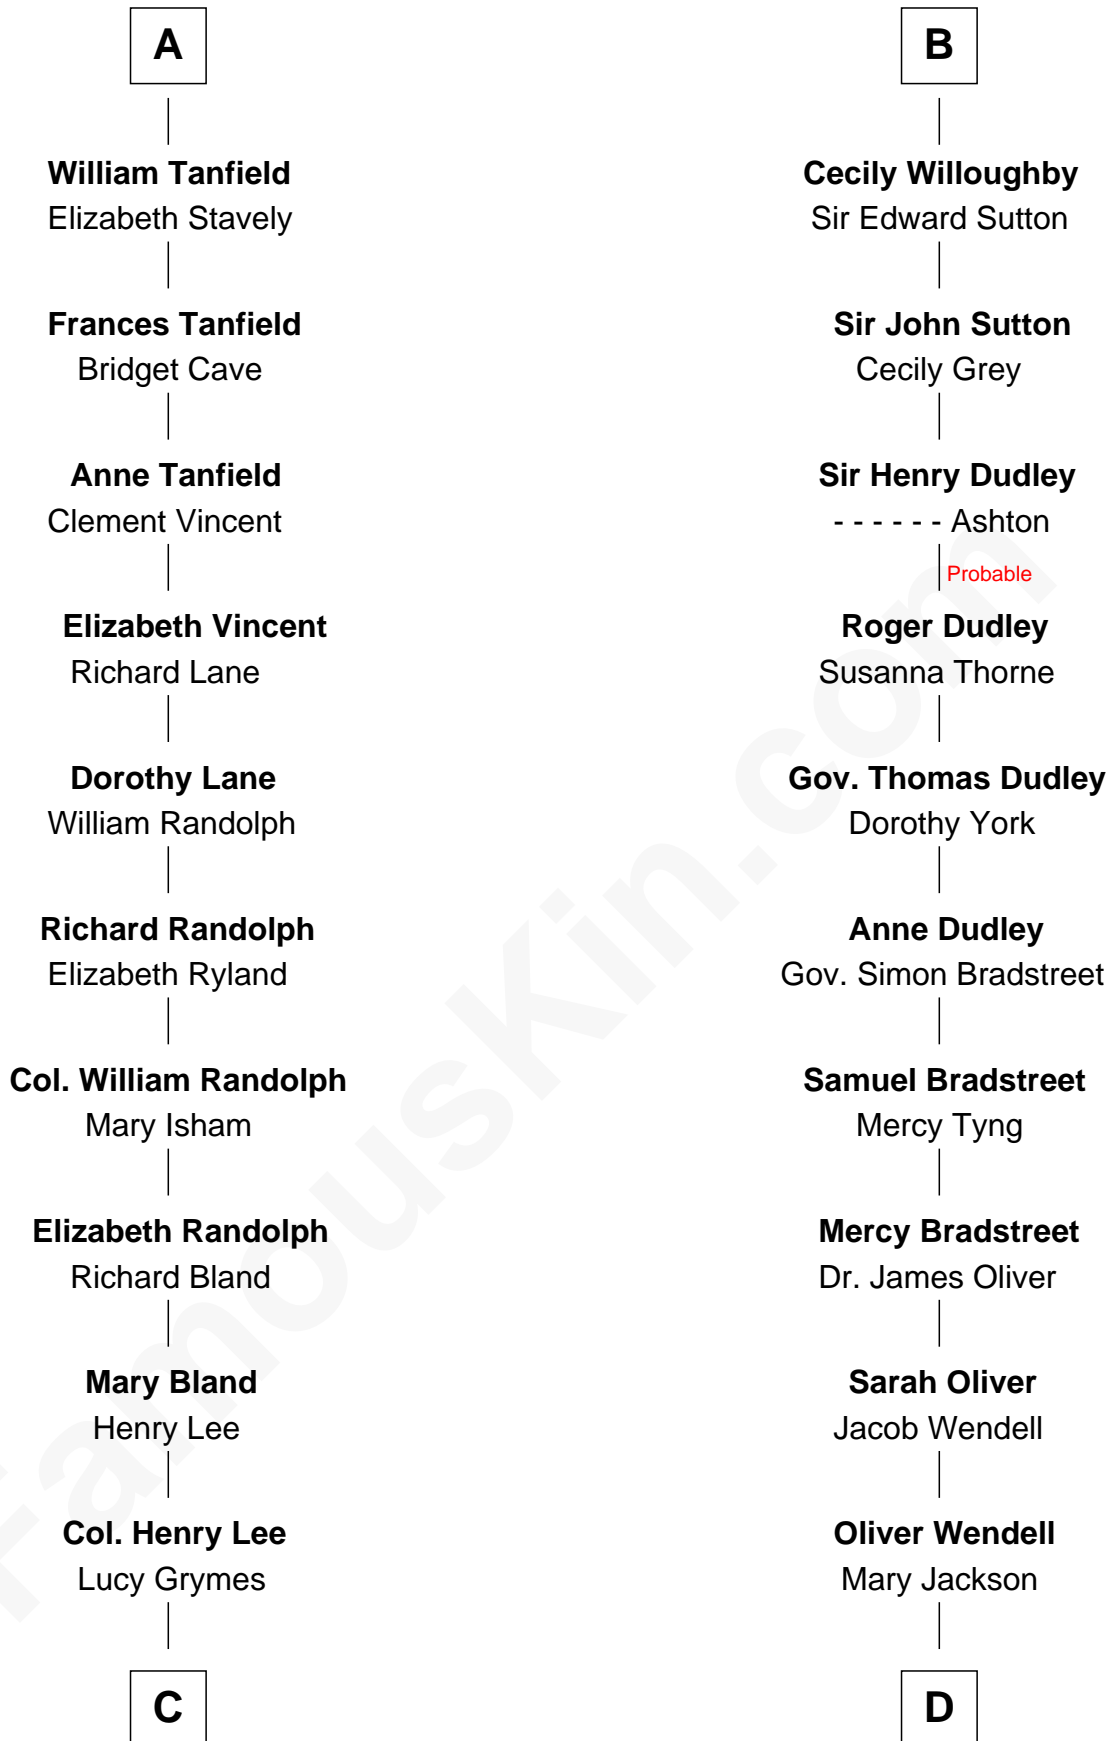 A
William Tanfield
Elizabeth Stavely
Frances Tanfield
Bridget Cave
Anne Tanfield
Clement Vincent
Elizabeth Vincent
Richard Lane
Dorothy Lane
William Randolph
Richard Randolph
Elizabeth Ryland
Col. William Randolph
Mary Isham
Elizabeth Randolph
Richard Bland
Mary Bland
Henry Lee
Col. Henry Lee
Lucy Grymes
C
B
Cecily Willoughby
Sir Edward Sutton
Sir John Sutton
Cecily Grey
Sir Henry Dudley
- - - - - - Ashton
Probable
Roger Dudley
Susanna Thorne
Gov. Thomas Dudley
Dorothy York
Anne Dudley
Gov. Simon Bradstreet
Samuel Bradstreet
Mercy Tyng
Mercy Bradstreet
Dr. James Oliver
Sarah Oliver
Jacob Wendell
Oliver Wendell
Mary Jackson
D
FamousKin.com